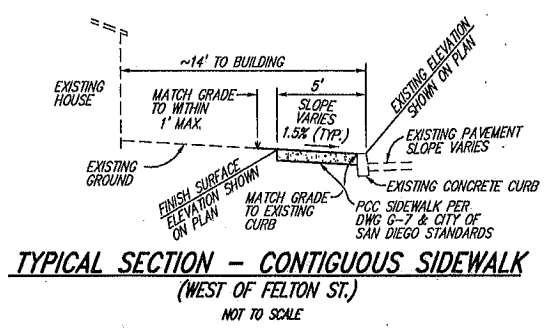 ~14' TO BUILDING
EXISTING
HOUSE
MATCH GRADE
TO WITHIN
1' MAX.
5'
SLOPE
VARIES
1.5% (TYP.)
EXISTING ELEVATION
SHOWN ON PLAN
EXISTING PAVEMENT
SLOPE VARIES
EXISTING
GROUND
FINISH SURFACE
ELEVATION SHOWN
ON PLAN
MATCH GRADE
TO EXISTING
CURB
EXISTING CONCRETE CURB
PCC SIDEWALK PER
DWG G-7 & CITY OF
SAN DIEGO STANDARDS
TYPICAL SECTION - CONTIGUOUS SIDEWALK
(WEST OF FELTON ST.)
NOT TO SCALE